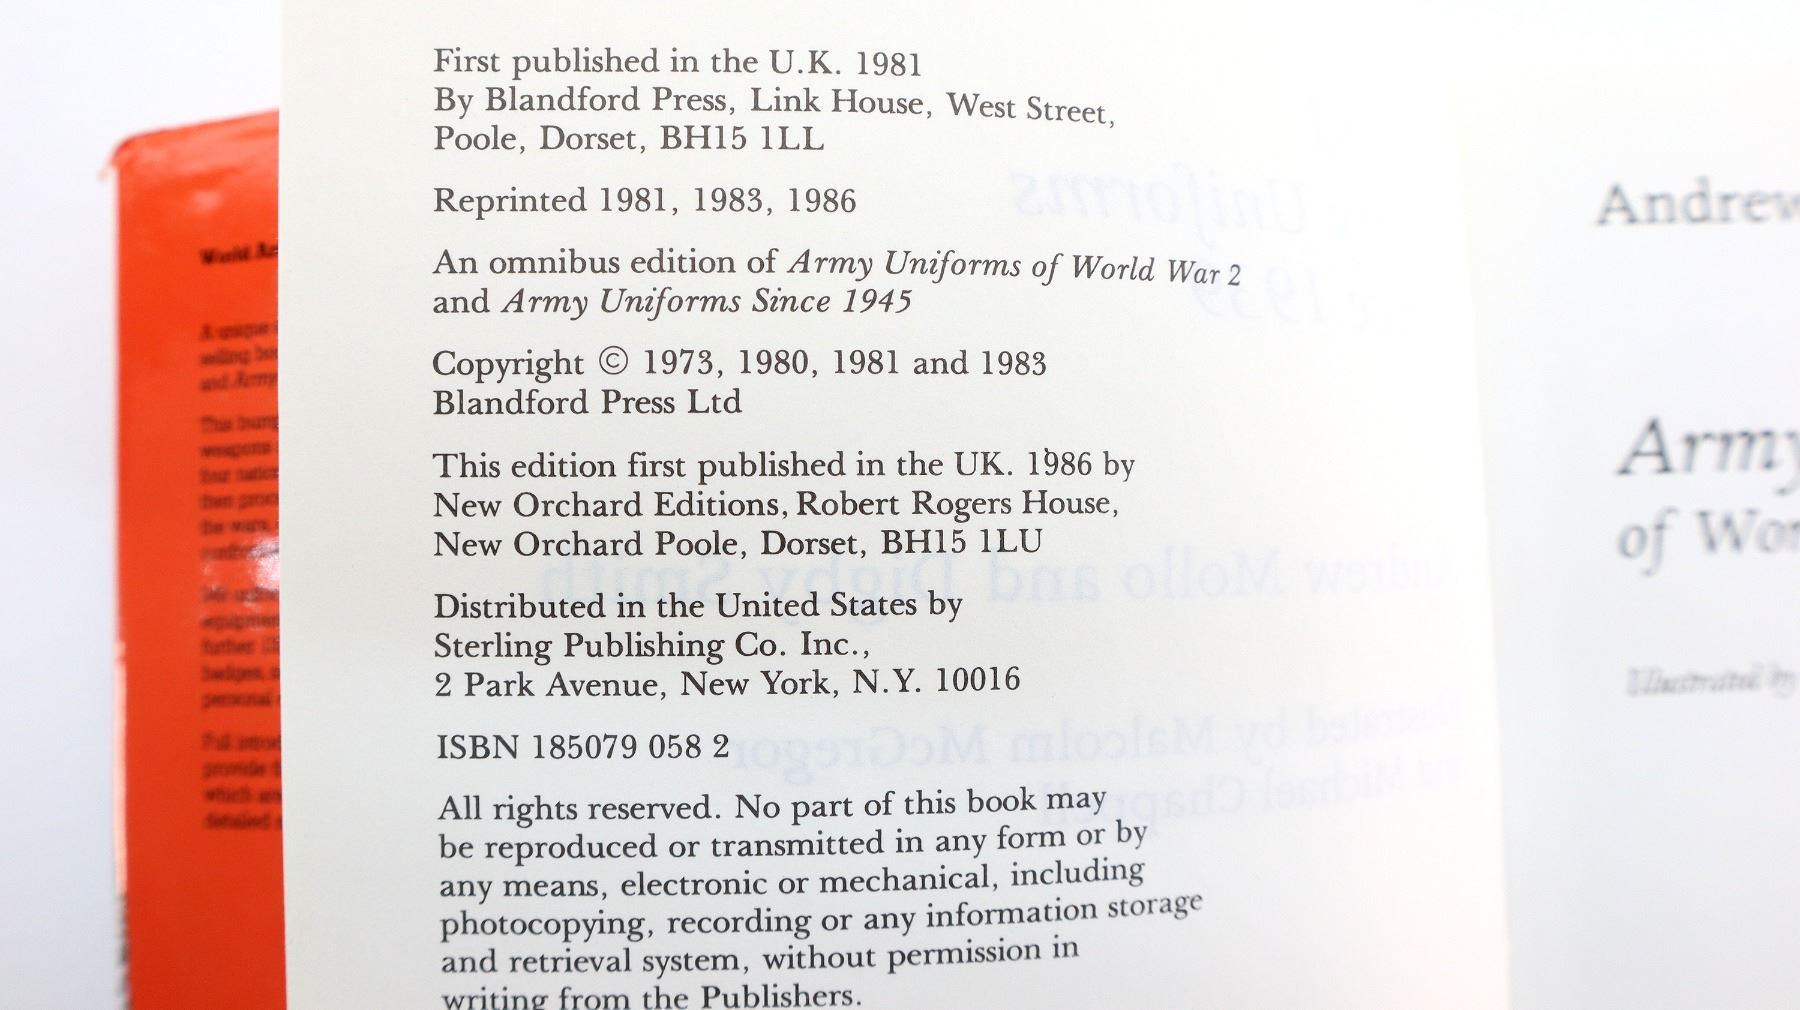 First published in the U.K. 1981
By Blandford Press, Link House, West Street,
Poole, Dorset, BH15 1LL
Reprinted 1981, 1983, 1986
An omnibus edition of Army Uniforms of World War 2
and Army Uniforms Since 1945
Copyright © 1973, 1980, 1981 and 1983
Blandford Press Ltd
This edition first published in the UK. 1986 by
New Orchard Editions, Robert Rogers House,
New Orchard Poole, Dorset, BH15 1LU
Distributed in the United States by
Sterling Publishing Co. Inc.,
2 Park Avenue, New York, N.Y. 10016
ISBN 185079 058 2
All rights reserved. No part of this book may
be reproduced or transmitted in any form or by
any means, electronic or mechanical, including
photocopying, recording or any information storage
and retrieval system, without permission in
writing from the Publishers.
Andrew
Army
of Wor
Illustrated by